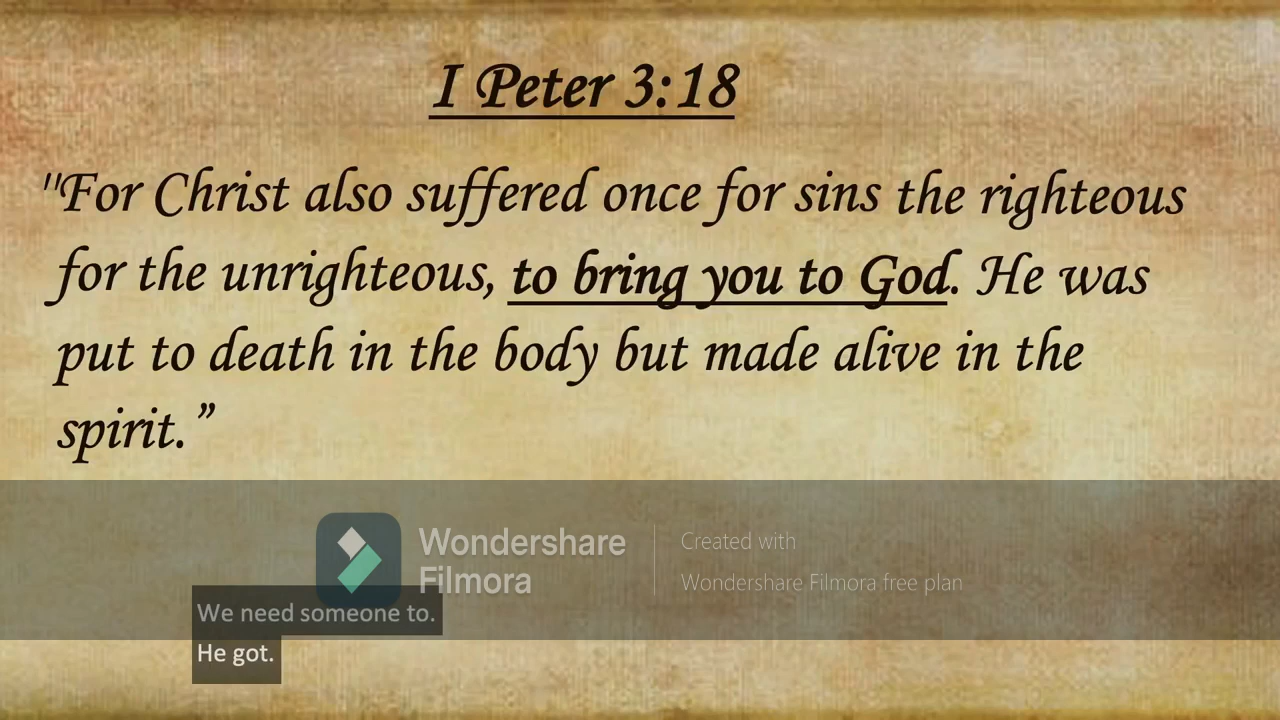 I Peter 3:18
"For Christ also suffered once for sins the righteous
for the unrighteous, to bring you to God. He was
put to death in the body but made alive in the
spirit.”
Wondershare
Filmora
Created with
Wondershare Filmora free plan
We need someone to.
He got.